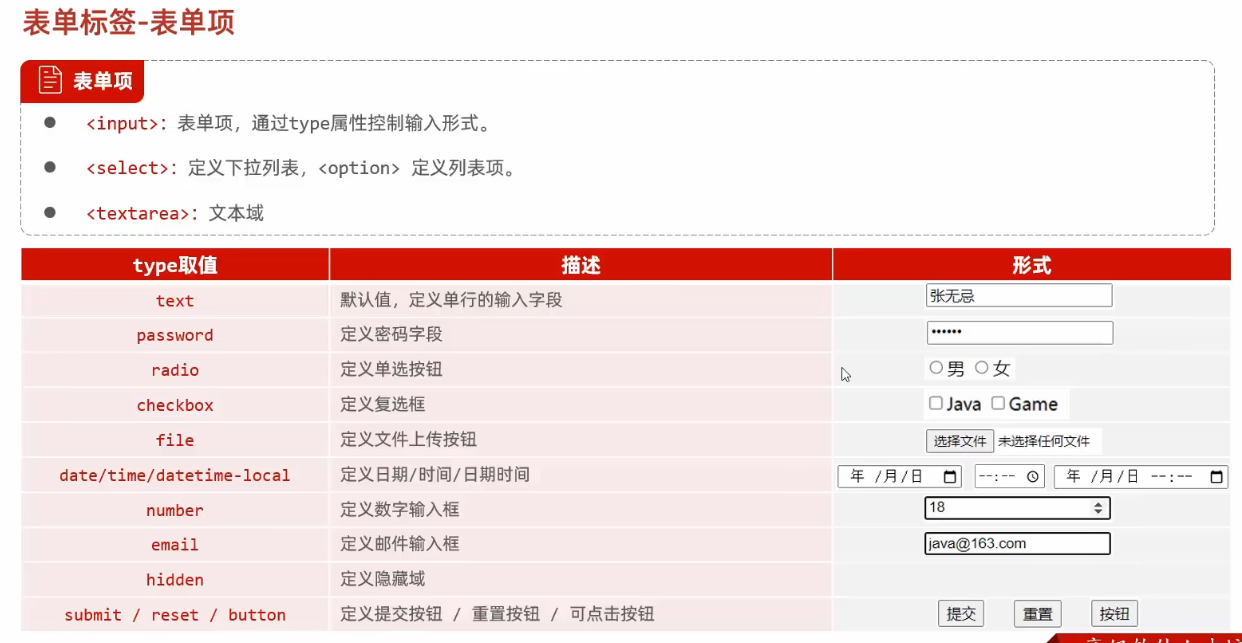 表单标签-表单项
表单项
<input>：表单项，通过type属性控制输入形式。
<select>：定义下拉列表，<option> 定义列表项。
<textarea>：文本域
type取值 描述 形式
text 默认值，定义单行的输入字段 张无忌
password 定义密码字段 ••••••
radio 定义单选按钮 男 女
checkbox 定义复选框 Java Game
file 定义文件上传按钮 选择文件 未选择任何文件
date/time/datetime-local 定义日期/时间/日期时间 年 /月/日 --:-- 年 /月/日 --:--
number 定义数字输入框 18
email 定义邮件输入框 java@163.com
hidden 定义隐藏域
submit / reset / button 定义提交按钮 / 重置按钮 / 可点击按钮 提交 重置 按钮